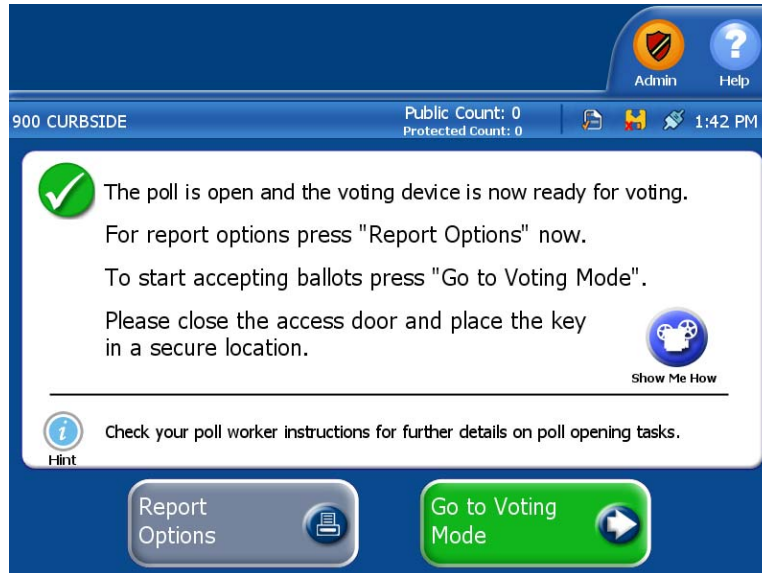 Admin
Help
900 CURBSIDE
Public Count: 0
Protected Count: 0
1:42 PM
The poll is open and the voting device is now ready for voting.
For report options press "Report Options" now.
To start accepting ballots press "Go to Voting Mode".
Please close the access door and place the key
in a secure location.
Show Me How
Check your poll worker instructions for further details on poll opening tasks.
Hint
Report
Options
Go to Voting
Mode